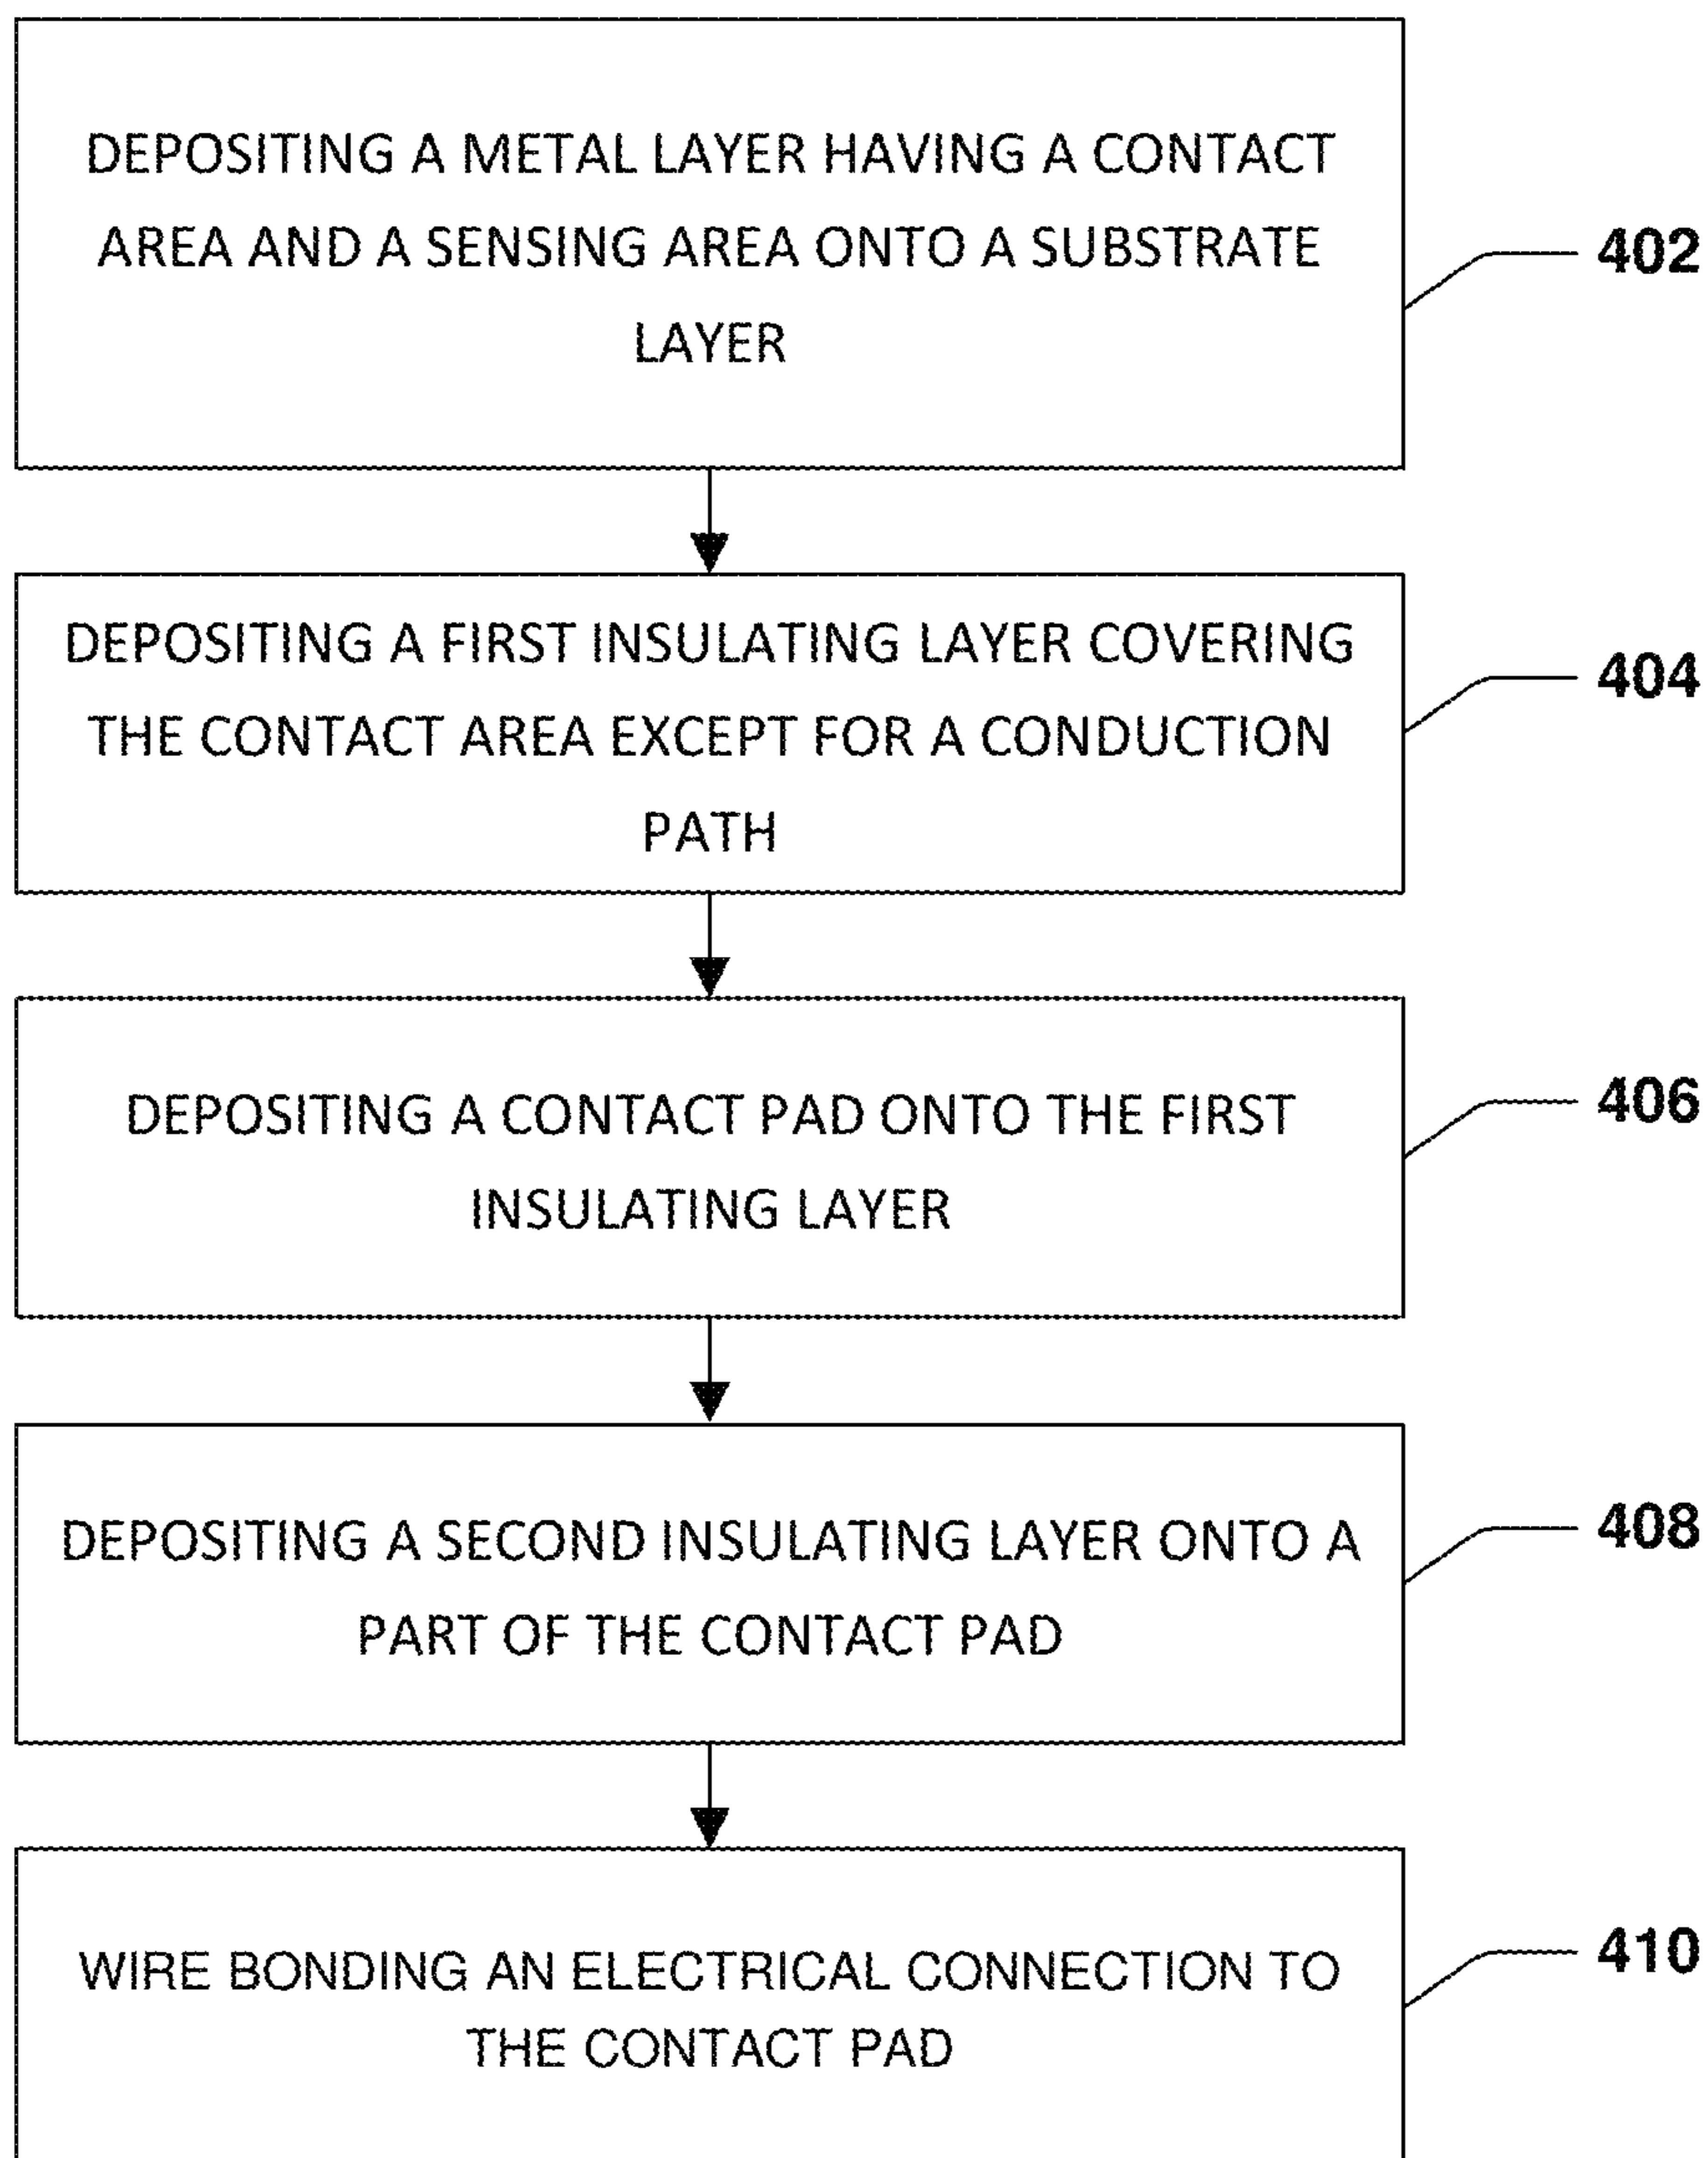 DEPOSITING A METAL LAYER HAVING A CONTACT
AREA AND A SENSING AREA ONTO A SUBSTRATE
LAYER
402
DEPOSITING A FIRST INSULATING LAYER COVERING
THE CONTACT AREA EXCEPT FOR A CONDUCTION
PATH
404
DEPOSITING A CONTACT PAD ONTO THE FIRST
INSULATING LAYER
406
DEPOSITING A SECOND INSULATING LAYER ONTO A
PART OF THE CONTACT PAD
408
WIRE BONDING AN ELECTRICAL CONNECTION TO
THE CONTACT PAD
410